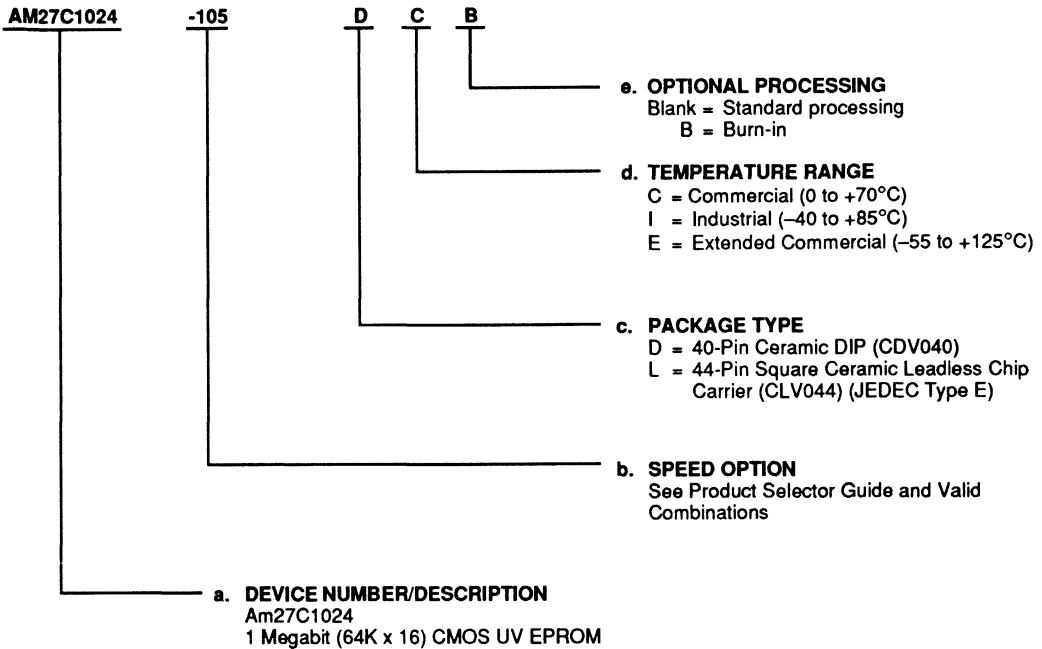 AM27C1024 -105 D C B
e. OPTIONAL PROCESSING
Blank = Standard processing
B = Burn-in
d. TEMPERATURE RANGE
C = Commercial (0 to +70°C)
I = Industrial (–40 to +85°C)
E = Extended Commercial (–55 to +125°C)
c. PACKAGE TYPE
D = 40-Pin Ceramic DIP (CDV040)
L = 44-Pin Square Ceramic Leadless Chip
Carrier (CLV044) (JEDEC Type E)
b. SPEED OPTION
See Product Selector Guide and Valid
Combinations
a. DEVICE NUMBER/DESCRIPTION
Am27C1024
1 Megabit (64K x 16) CMOS UV EPROM